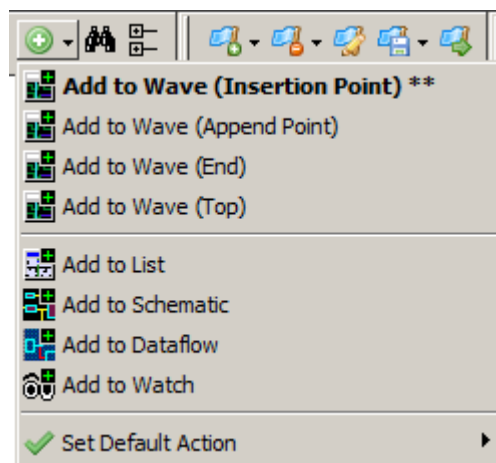 Add to Wave (Insertion Point) **
Add to Wave (Append Point)
Add to Wave (End)
Add to Wave (Top)
Add to List
Add to Schematic
Add to Dataflow
Add to Watch
Set Default Action